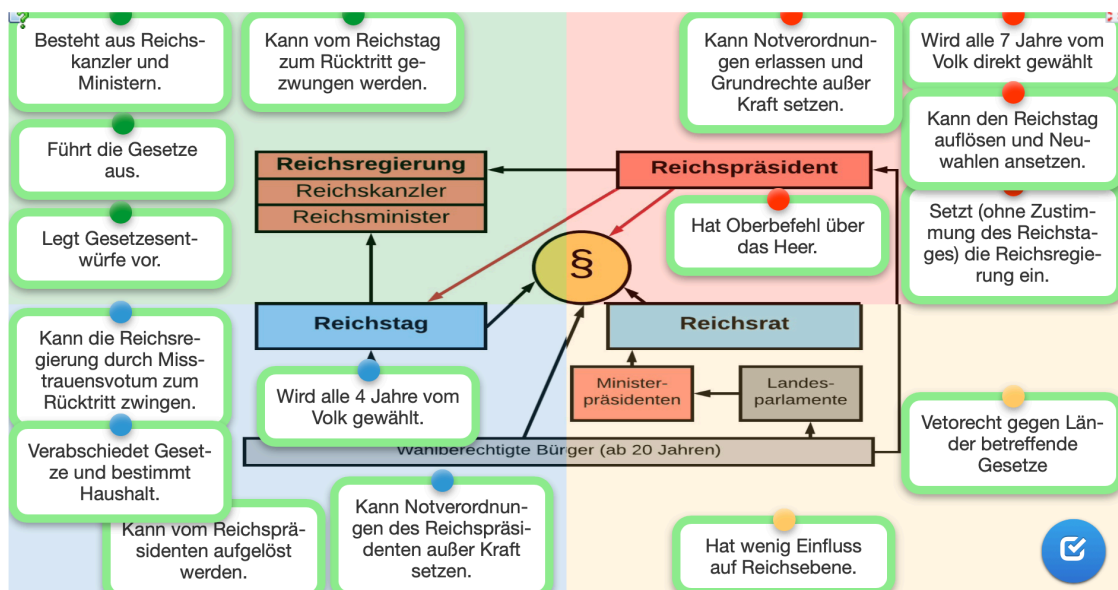 Besteht aus Reichs-
kanzler und
Ministern.
Kann vom Reichstag
zum Rücktritt ge-
zwungen werden.
Kann Notverordnun-
gen erlassen und
Grundrechte außer
Kraft setzen.
Wird alle 7 Jahre vom
Volk direkt gewählt
Kann den Reichstag
auflösen und Neu-
wahlen ansetzen.
Führt die Gesetze
aus.
Reichsregierung
Reichskanzler
Reichsminister
Reichspräsident
Hat Oberbefehl über
das Heer.
Setzt (ohne Zustim-
mung des Reichsta-
ges) die Reichsregie-
rung ein.
Legt Gesetzesent-
würfe vor.
§
Reichstag
Reichsrat
Kann die Reichsre-
gierung durch Miss-
trauensvotum zum
Rücktritt zwingen.
Wird alle 4 Jahre vom
Volk gewählt.
Minister-
präsidenten
Landes-
parlamente
Verabschiedet Geset-
ze und bestimmt
Haushalt.
Wahlberechtigte Bürger (ab 20 Jahren)
Vetorecht gegen Län-
der betreffende
Gesetze
Kann vom Reichsprä-
sidenten aufgelöst
werden.
Kann Notverordnun-
gen des Reichspräsi-
denten außer Kraft
setzen.
Hat wenig Einfluss
auf Reichsebene.